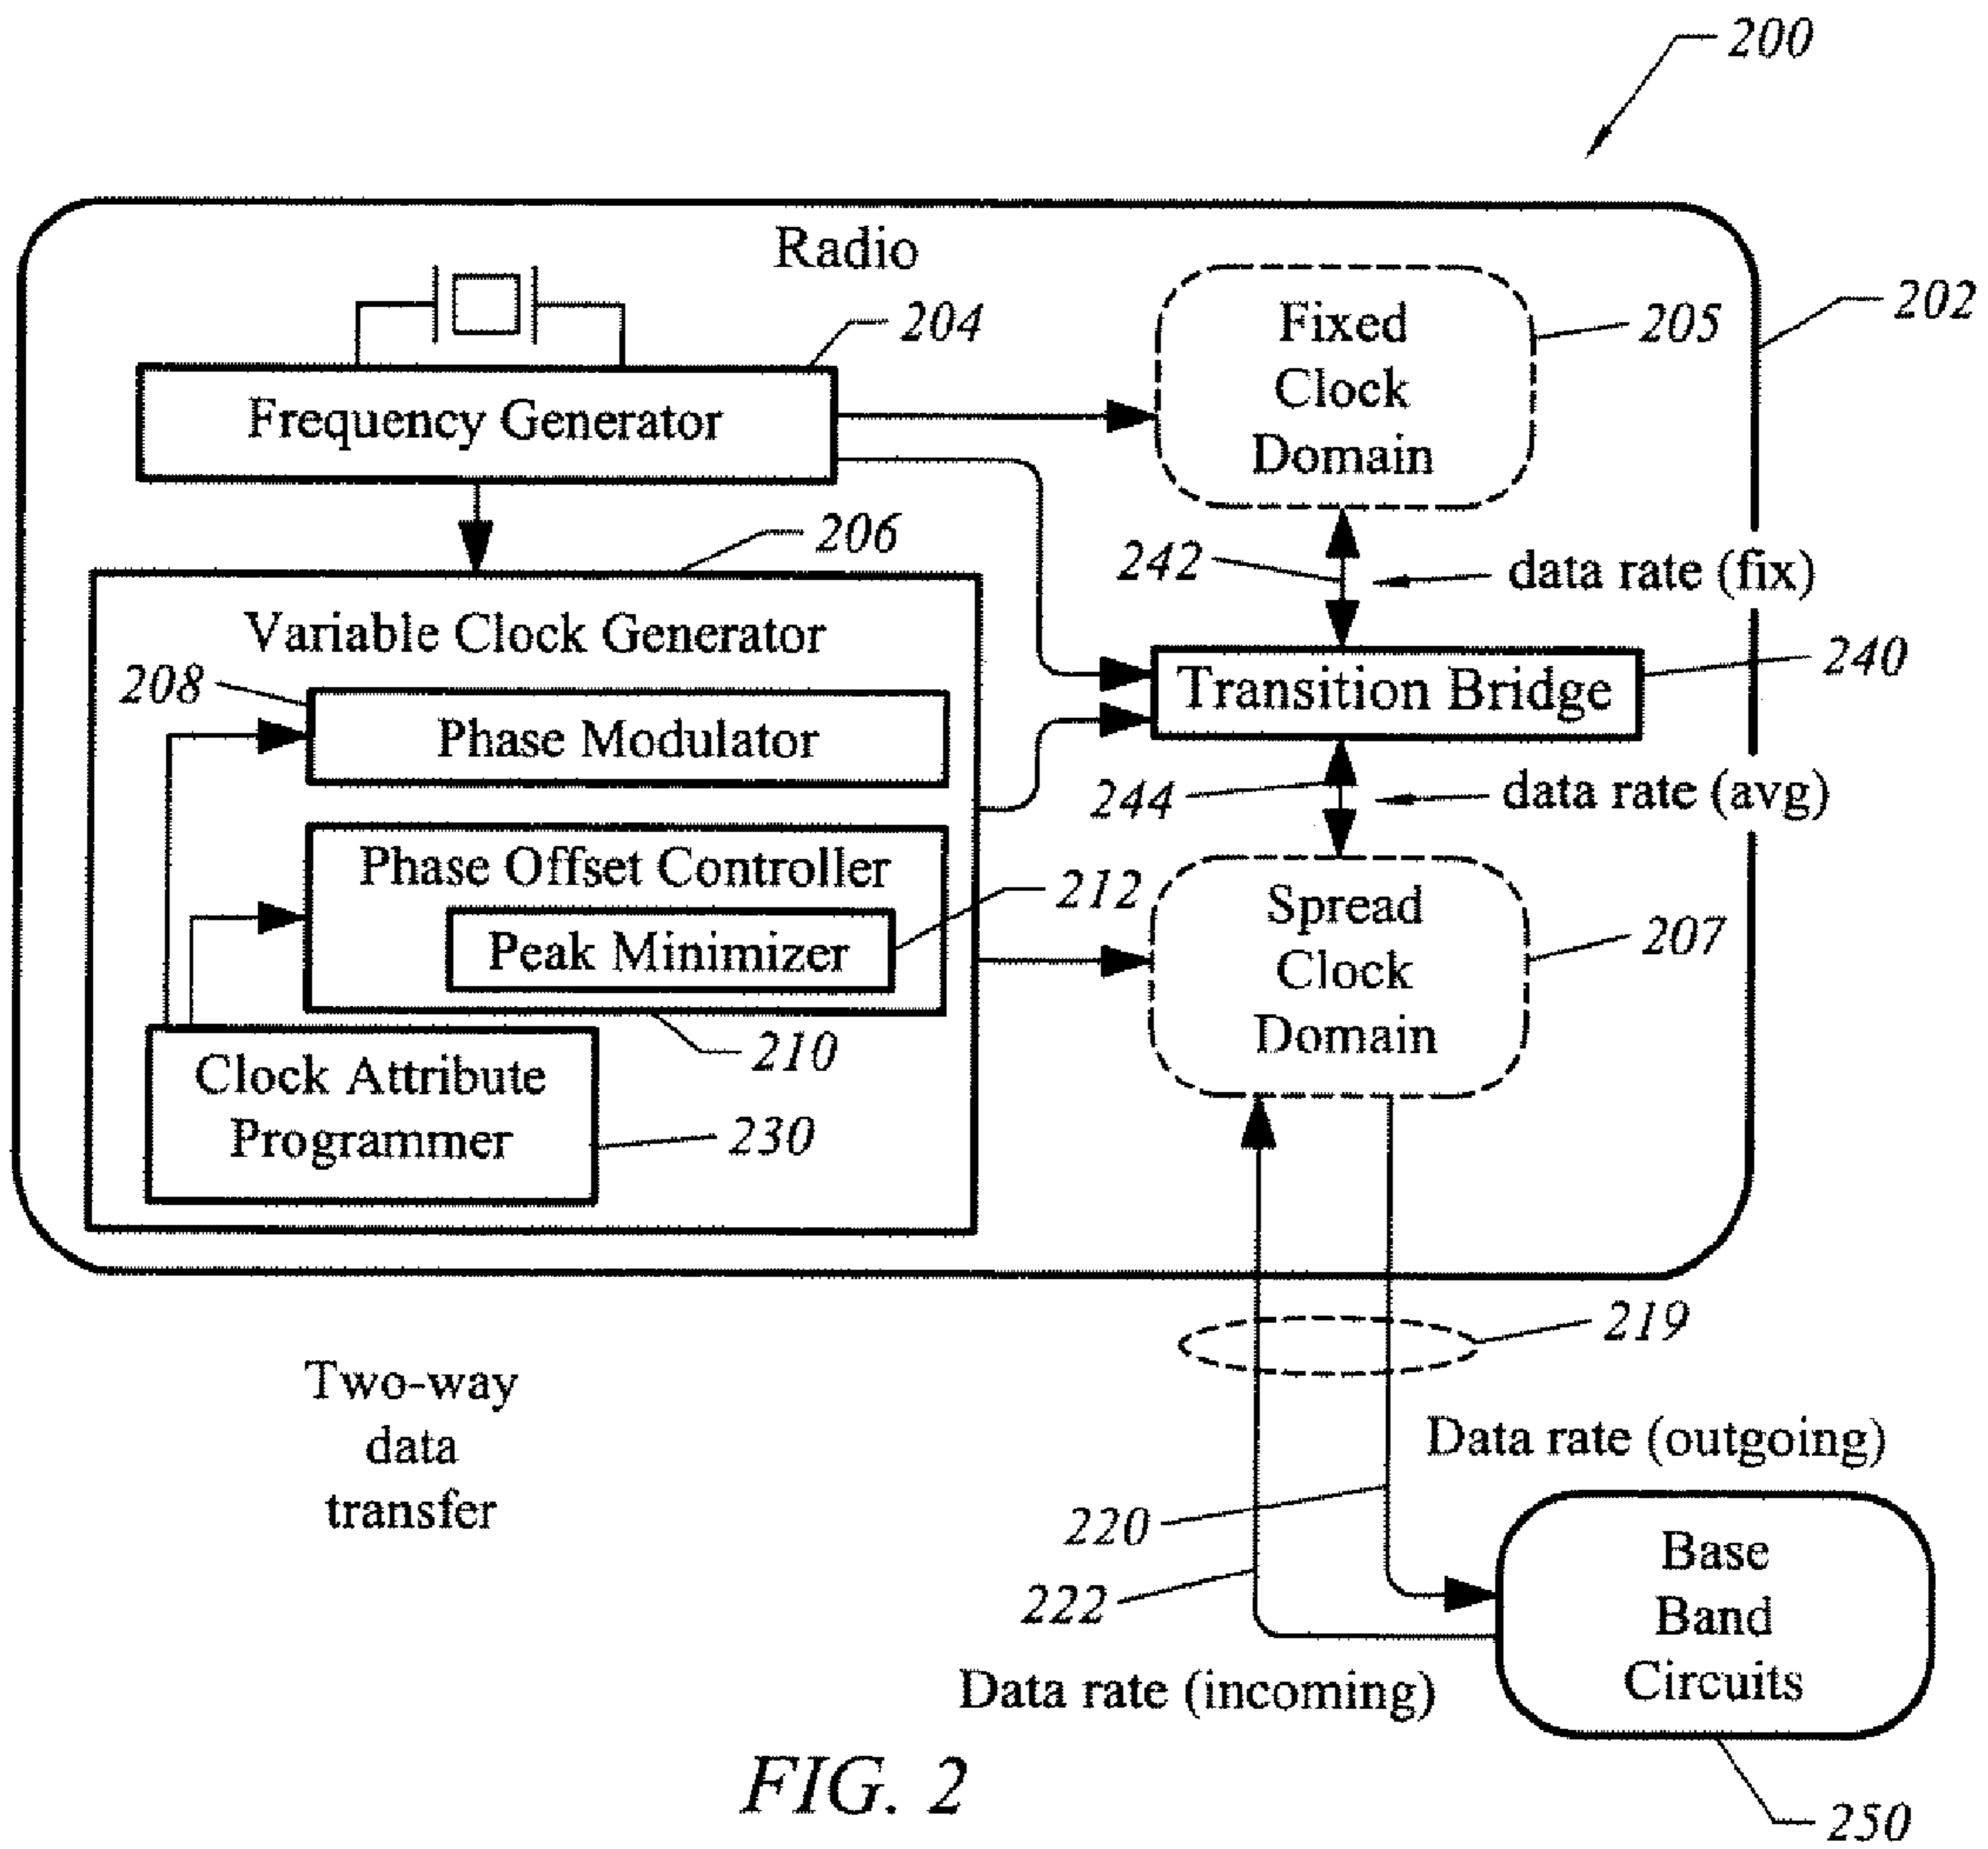 200
Radio
202
204
Frequency Generator
Fixed
Clock
Domain
205
206
242
data rate (fix)
Variable Clock Generator
208
Phase Modulator
Transition Bridge
240
244
data rate (avg)
Phase Offset Controller
212
Peak Minimizer
Spread
Clock
Domain
207
210
Clock Attribute
Programmer
230
219
Two-way
data
transfer
Data rate (outgoing)
220
222
Base
Band
Circuits
Data rate (incoming)
250
FIG. 2